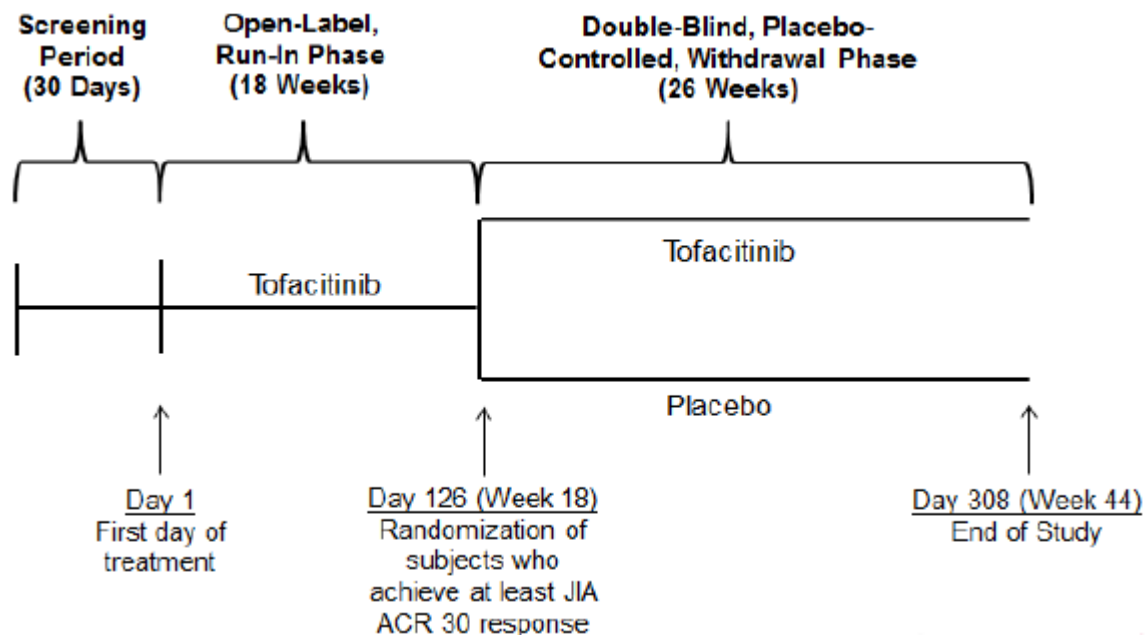 Screening
Period
(30 Days)
Open-Label,
Run-In Phase
(18 Weeks)
Double-Blind, Placebo-
Controlled, Withdrawal Phase
(26 Weeks)
Tofacitinib
Tofacitinib
Placebo
Day 1
First day of
treatment
Day 126 (Week 18)
Randomization of
subjects who
achieve at least JIA
ACR 30 response
Day 308 (Week 44)
End of Study